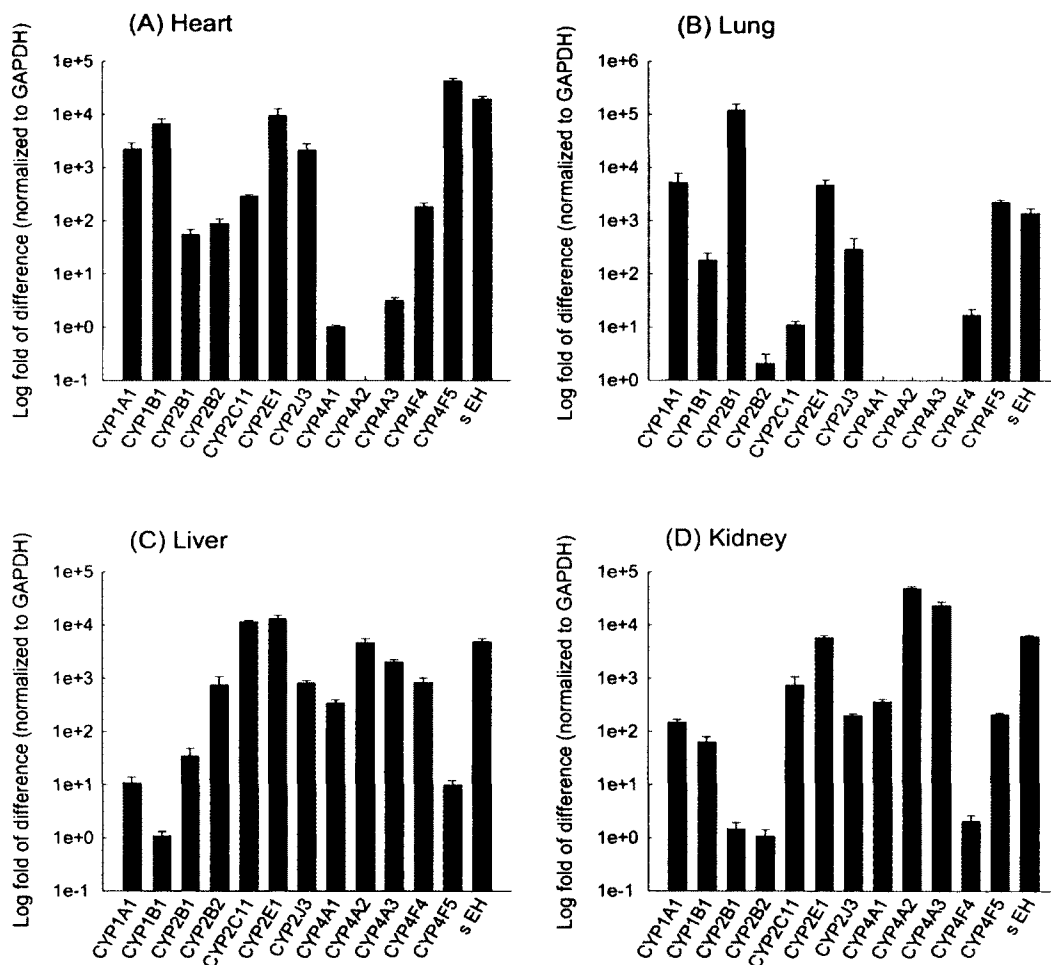 (A) Heart
Log fold of difference (normalized to GAPDH)
1e+5
1e+4
1e+3
1e+2
1e+1
1e+0
1e-1
CYP1A1
CYP1B1
CYP2B1
CYP2B2
CYP2C11
CYP2E1
CYP2J3
CYP4A1
CYP4A2
CYP4A3
CYP4F4
CYP4F5
s EH
(B) Lung
Log fold of difference (normalized to GAPDH)
1e+6
1e+5
1e+4
1e+3
1e+2
1e+1
1e+0
CYP1A1
CYP1B1
CYP2B1
CYP2B2
CYP2C11
CYP2E1
CYP2J3
CYP4A1
CYP4A2
CYP4A3
CYP4F4
CYP4F5
s EH
(C) Liver
Log fold of difference (normalized to GAPDH)
1e+5
1e+4
1e+3
1e+2
1e+1
1e+0
1e-1
CYP1A1
CYP1B1
CYP2B1
CYP2B2
CYP2C11
CYP2E1
CYP2J3
CYP4A1
CYP4A2
CYP4A3
CYP4F4
CYP4F5
s EH
(D) Kidney
Log fold of difference (normalized to GAPDH)
1e+5
1e+4
1e+3
1e+2
1e+1
1e+0
1e-1
CYP1A1
CYP1B1
CYP2B1
CYP2B2
CYP2C11
CYP2E1
CYP2J3
CYP4A1
CYP4A2
CYP4A3
CYP4F4
CYP4F5
s EH